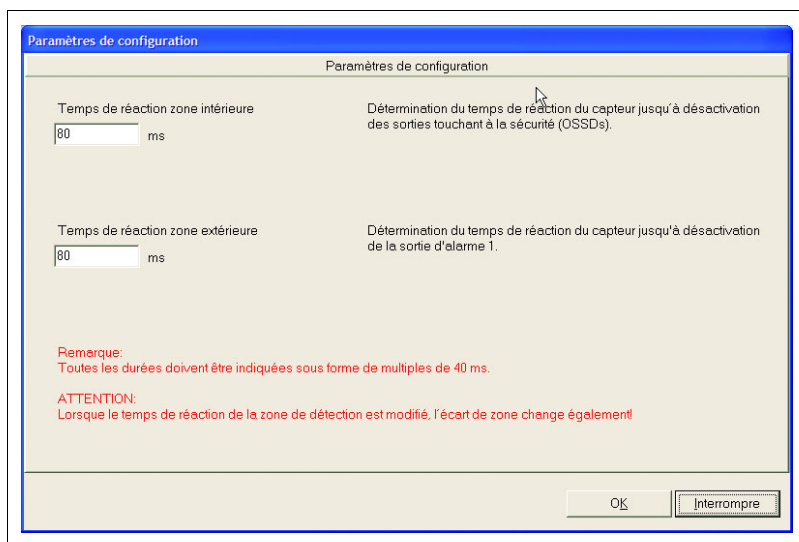 Paramètres de configuration
Paramètres de configuration
Temps de réaction zone intérieure
80 ms
Détermination du temps de réaction du capteur jusqu'à désactivation
des sorties touchant à la sécurité (OSSDs).
Temps de réaction zone extérieure
80 ms
Détermination du temps de réaction du capteur jusqu'à désactivation
de la sortie d'alarme 1.
Remarque:
Toutes les durées doivent être indiquées sous forme de multiples de 40 ms.
ATTENTION:
Lorsque le temps de réaction de la zone de détection est modifié, l'écart de zone change également!
OK
Interrompre